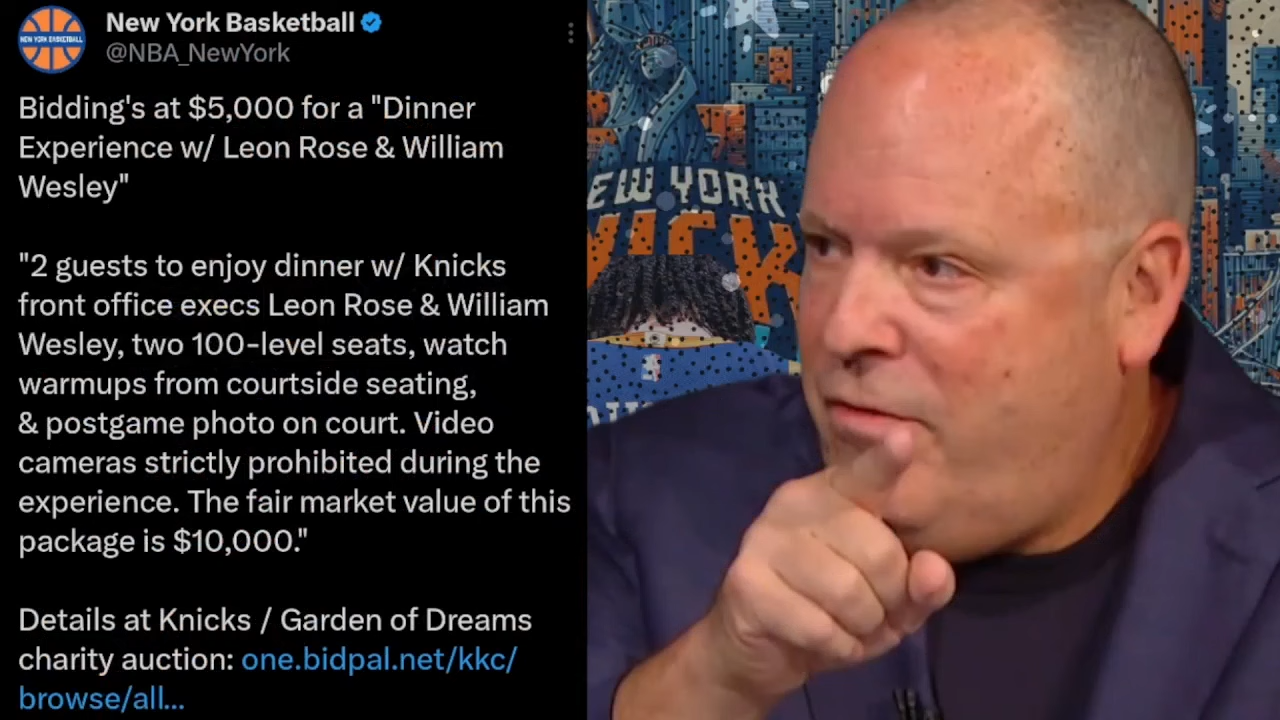 New York Basketball
@NBA_NewYork
NEW YORK BASKETBALL
Bidding's at $5,000 for a "Dinner
Experience w/ Leon Rose & William
Wesley"
"2 guests to enjoy dinner w/ Knicks
front office execs Leon Rose & William
Wesley, two 100-level seats, watch
warmups from courtside seating,
& postgame photo on court. Video
cameras strictly prohibited during the
experience. The fair market value of this
package is $10,000."
Details at Knicks / Garden of Dreams
charity auction: one.bidpal.net/kkc/
browse/all...
EW YORK